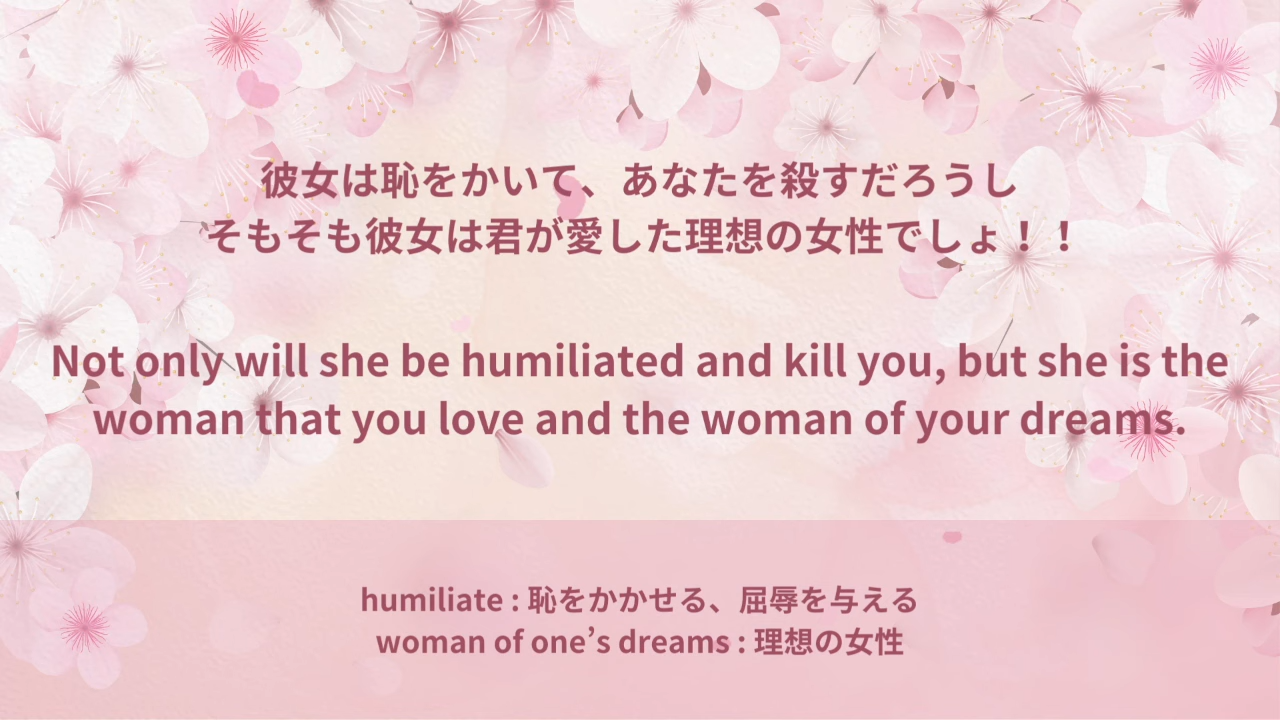 彼女は恥をかいて、あなたを殺すだろうし
そもそも彼女は君が愛した理想の女性でしょ！！
Not only will she be humiliated and kill you, but she is the
woman that you love and the woman of your dreams.
humiliate : 恥をかかせる、屈辱を与える
woman of one’s dreams : 理想の女性